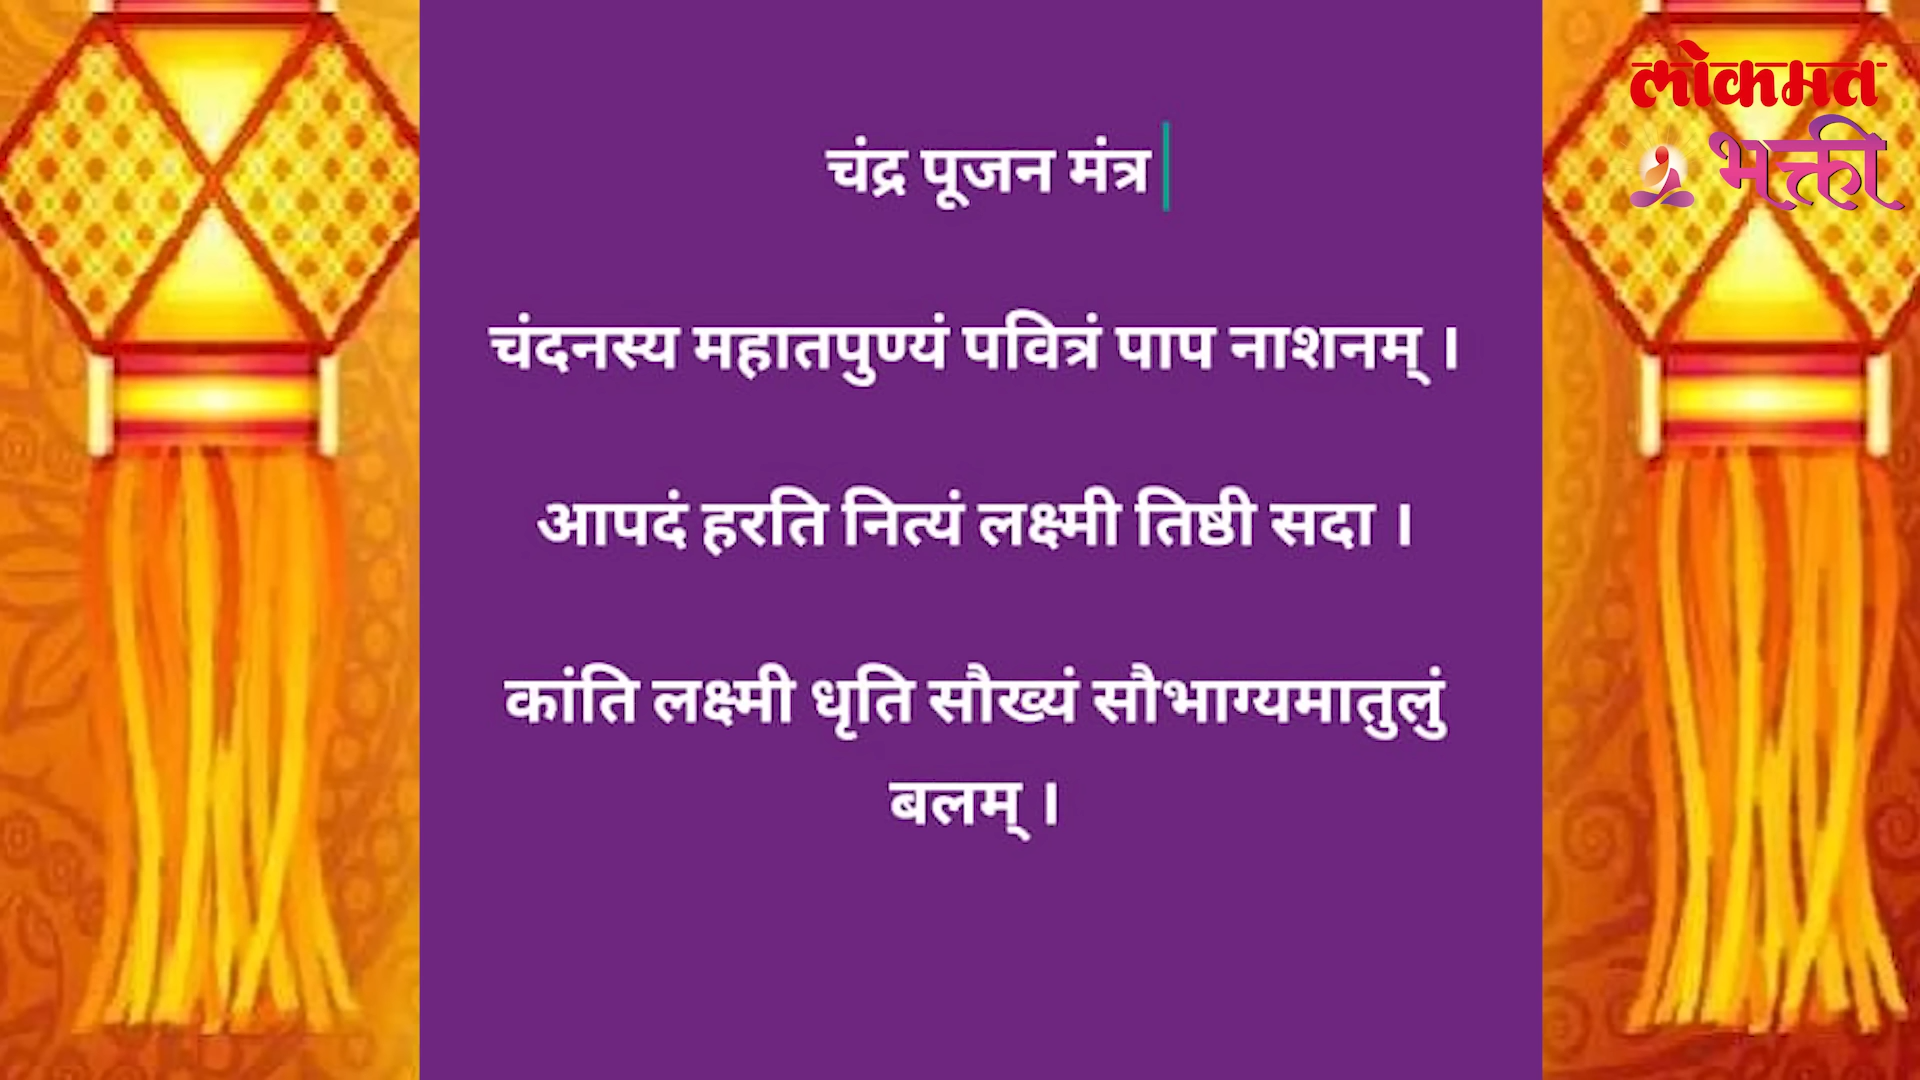 लोकमत
भक्ती
चंद्र पूजन मंत्र
चंदनस्य महातपुण्यं पवित्रं पाप नाशनम् ।
आपदं हरति नित्यं लक्ष्मी तिष्ठी सदा ।
कांति लक्ष्मी धृति सौख्यं सौभाग्यमातुलुं
बलम् ।